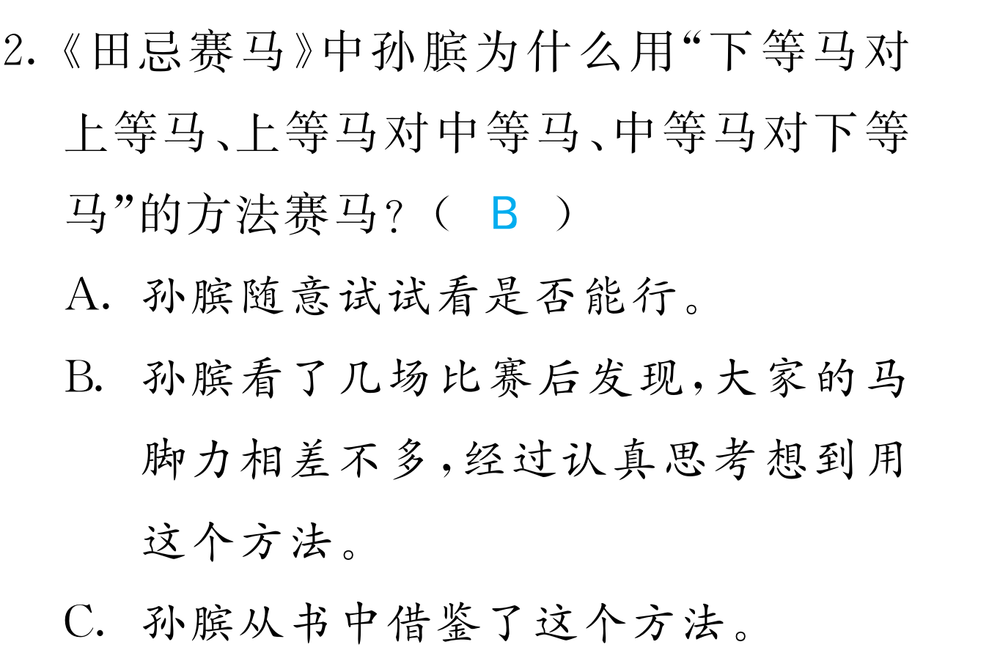 2.《田忌赛马》中孙膑为什么用“下等马对
上等马、上等马对中等马、中等马对下等
马”的方法赛马?（ B ）
A. 孙膑随意试试看是否能行。
B. 孙膑看了几场比赛后发现,大家的马
脚力相差不多,经过认真思考想到用
这个方法。
C. 孙膑从书中借鉴了这个方法。